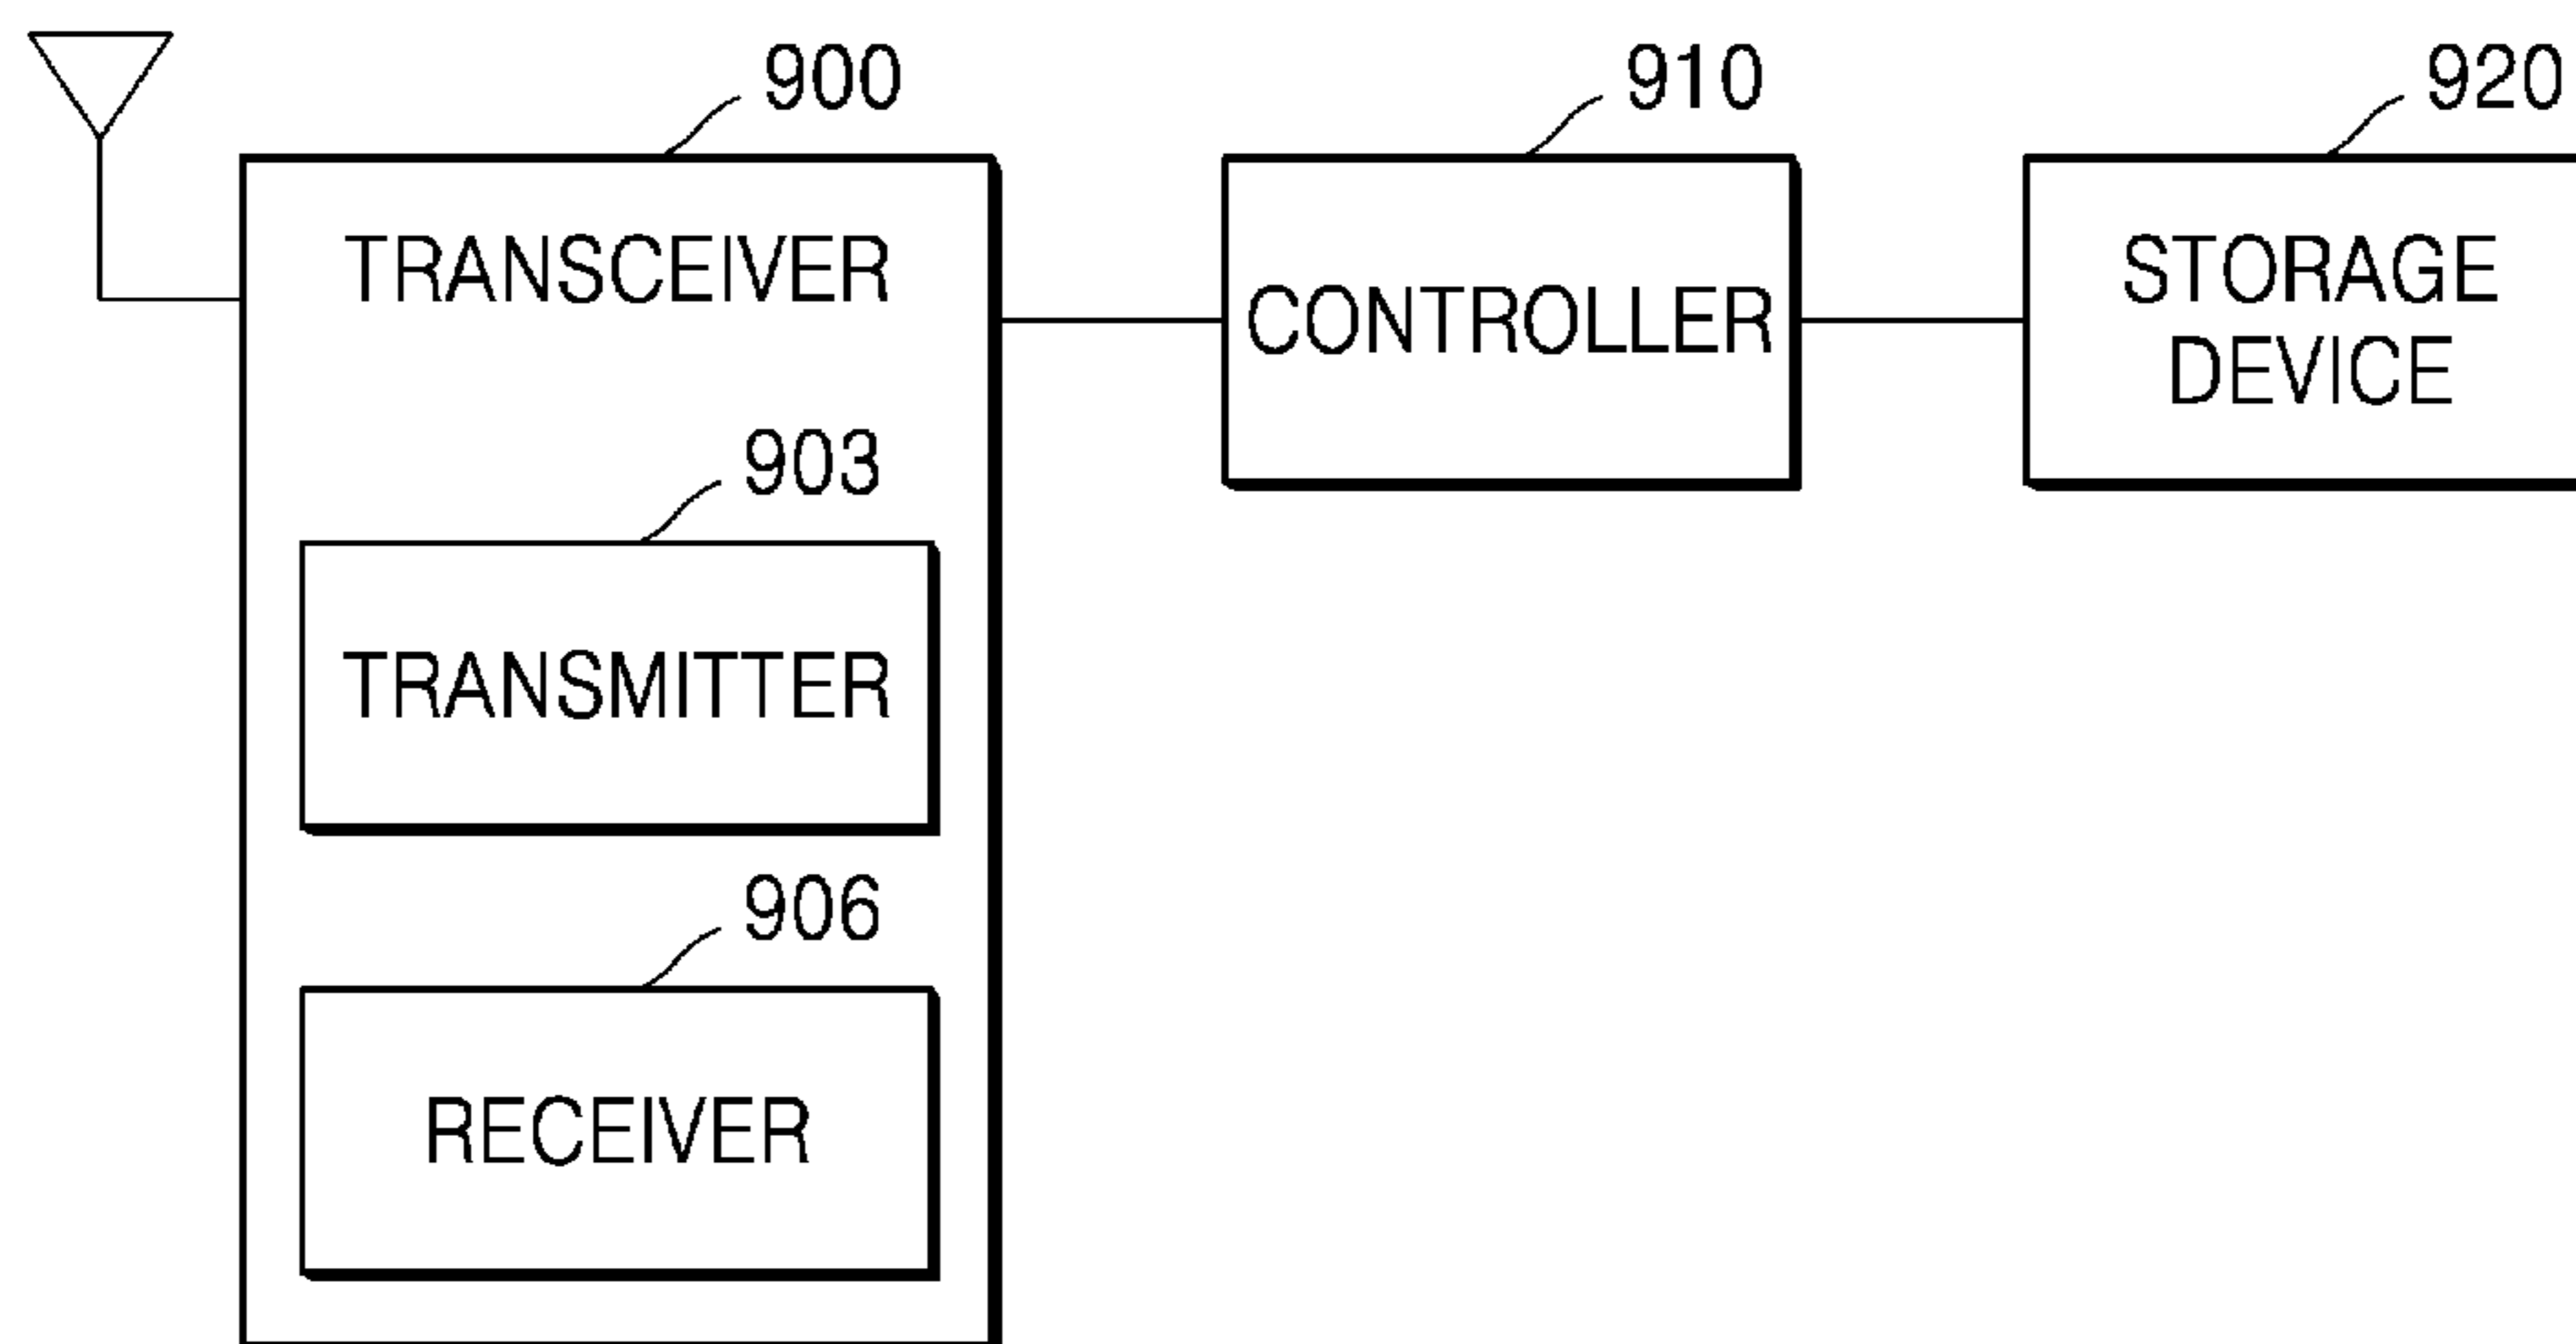 900
TRANSCEIVER
903
TRANSMITTER
906
RECEIVER
910
CONTROLLER
920
STORAGE
DEVICE